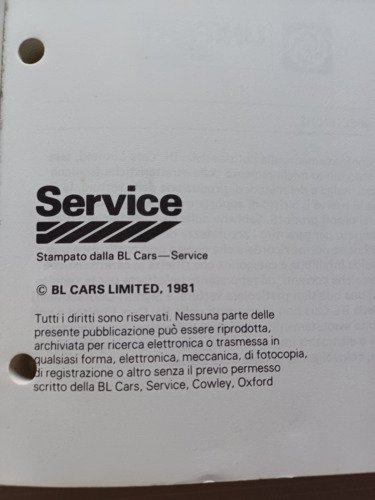 Service
Stampato dalla BL Cars—Service
© BL CARS LIMITED, 1981
Tutti i diritti sono riservati. Nessuna parte delle
presente pubblicazione può essere riprodotta,
archiviata per ricerca elettronica o trasmessa in
qualsiasi forma, elettronica, meccanica, di fotocopia,
di registrazione o altro senza il previo permesso
scritto della BL Cars, Service, Cowley, Oxford